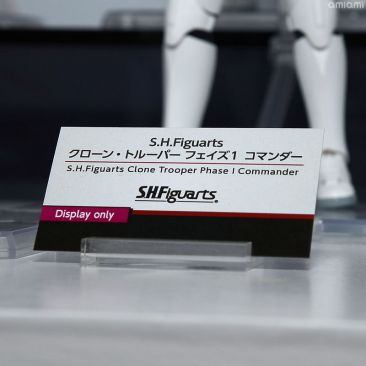 amiami
S.H.Figuarts
クローン・トルーパー フェイズ1 コマンダー
S.H.Figuarts Clone Trooper Phase I Commander
S.H.Figuarts®
Display only